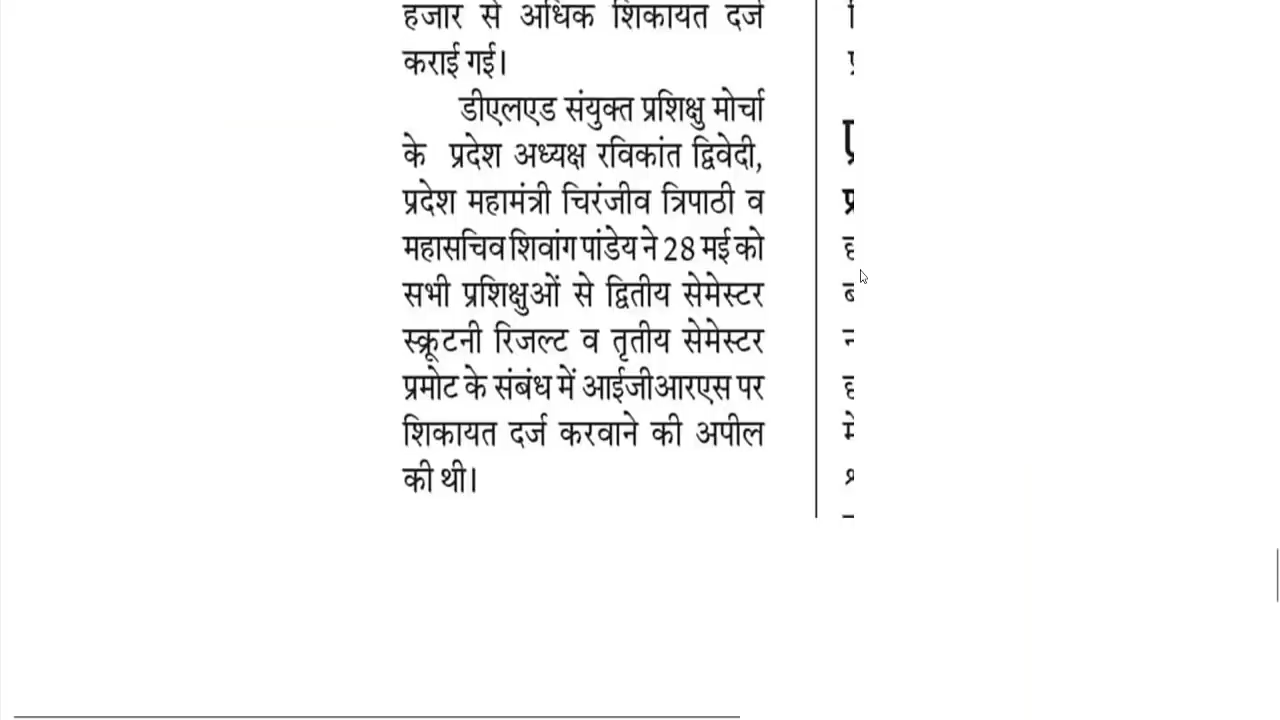 हजार से अधिक शिकायत दर्ज
कराई गई।
डीएलएड संयुक्त प्रशिक्षु मोर्चा
के प्रदेश अध्यक्ष रविकांत द्विवेदी,
प्रदेश महामंत्री चिरंजीव त्रिपाठी व
महासचिव शिवांग पांडेय ने 28 मई को
सभी प्रशिक्षुओं से द्वितीय सेमेस्टर
स्क्रूटनी रिजल्ट व तृतीय सेमेस्टर
प्रमोट के संबंध में आईजीआरएस पर
शिकायत दर्ज करवाने की अपील
की थी।